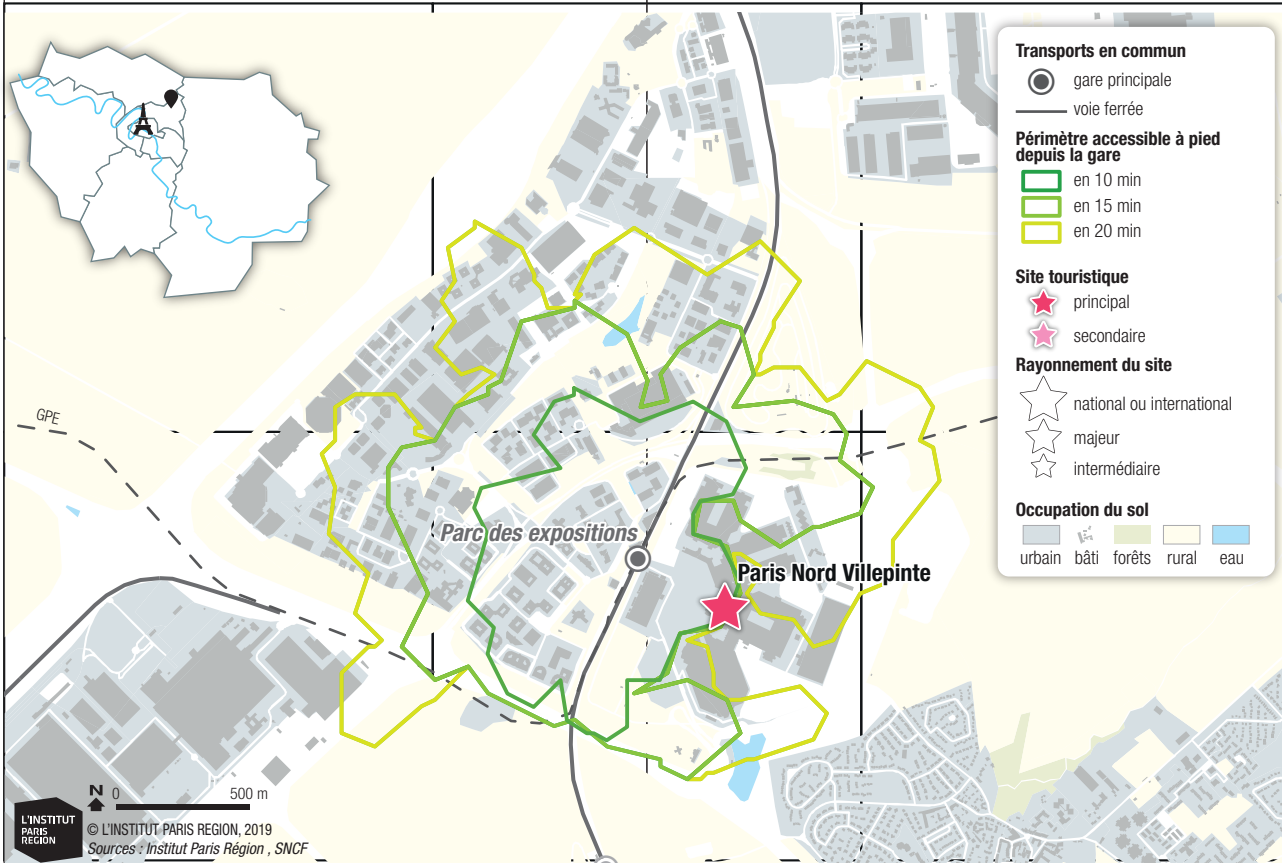 Transports en commun
gare principale
voie ferrée
Périmètre accessible à pied
depuis la gare
en 10 min
en 15 min
en 20 min
Site touristique
principal
secondaire
Rayonnement du site
national ou international
majeur
intermédiaire
Occupation du sol
urbain bâti forêts rural eau
GPE
Parc des expositions
Paris Nord Villepinte
N 0 500 m
L'INSTITUT
PARIS
REGION
© L'INSTITUT PARIS REGION, 2019
Sources : Institut Paris Région , SNCF